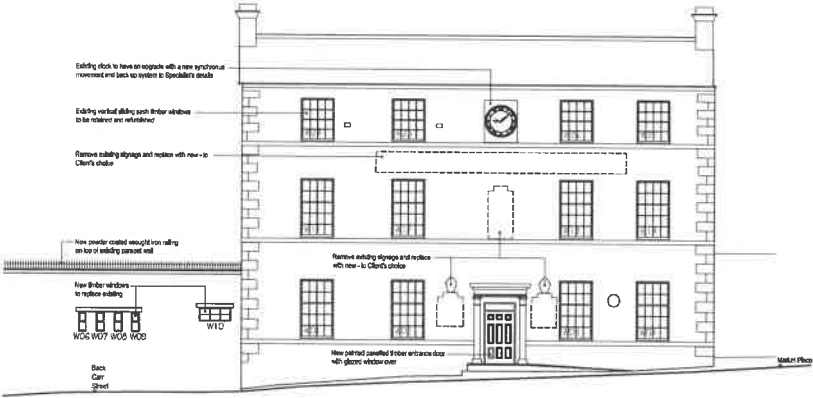 Existing clock to have an upgrade with a new synchronus
movement and back up system to Specialist's details
Existing vertical sliding sash timber windows
to be retained and refurbished
Remove existing signage and replace with new - to
Client's choice
New powder coated wrought iron railing
on top of existing parapet wall
Remove existing signage and replace
with new - to Client's choice
New timber windows
to replace existing
W06 W07 W08 W09
W10
New painted panelled timber entrance door
with glazed window over
Back
Carr
Street
Market Place